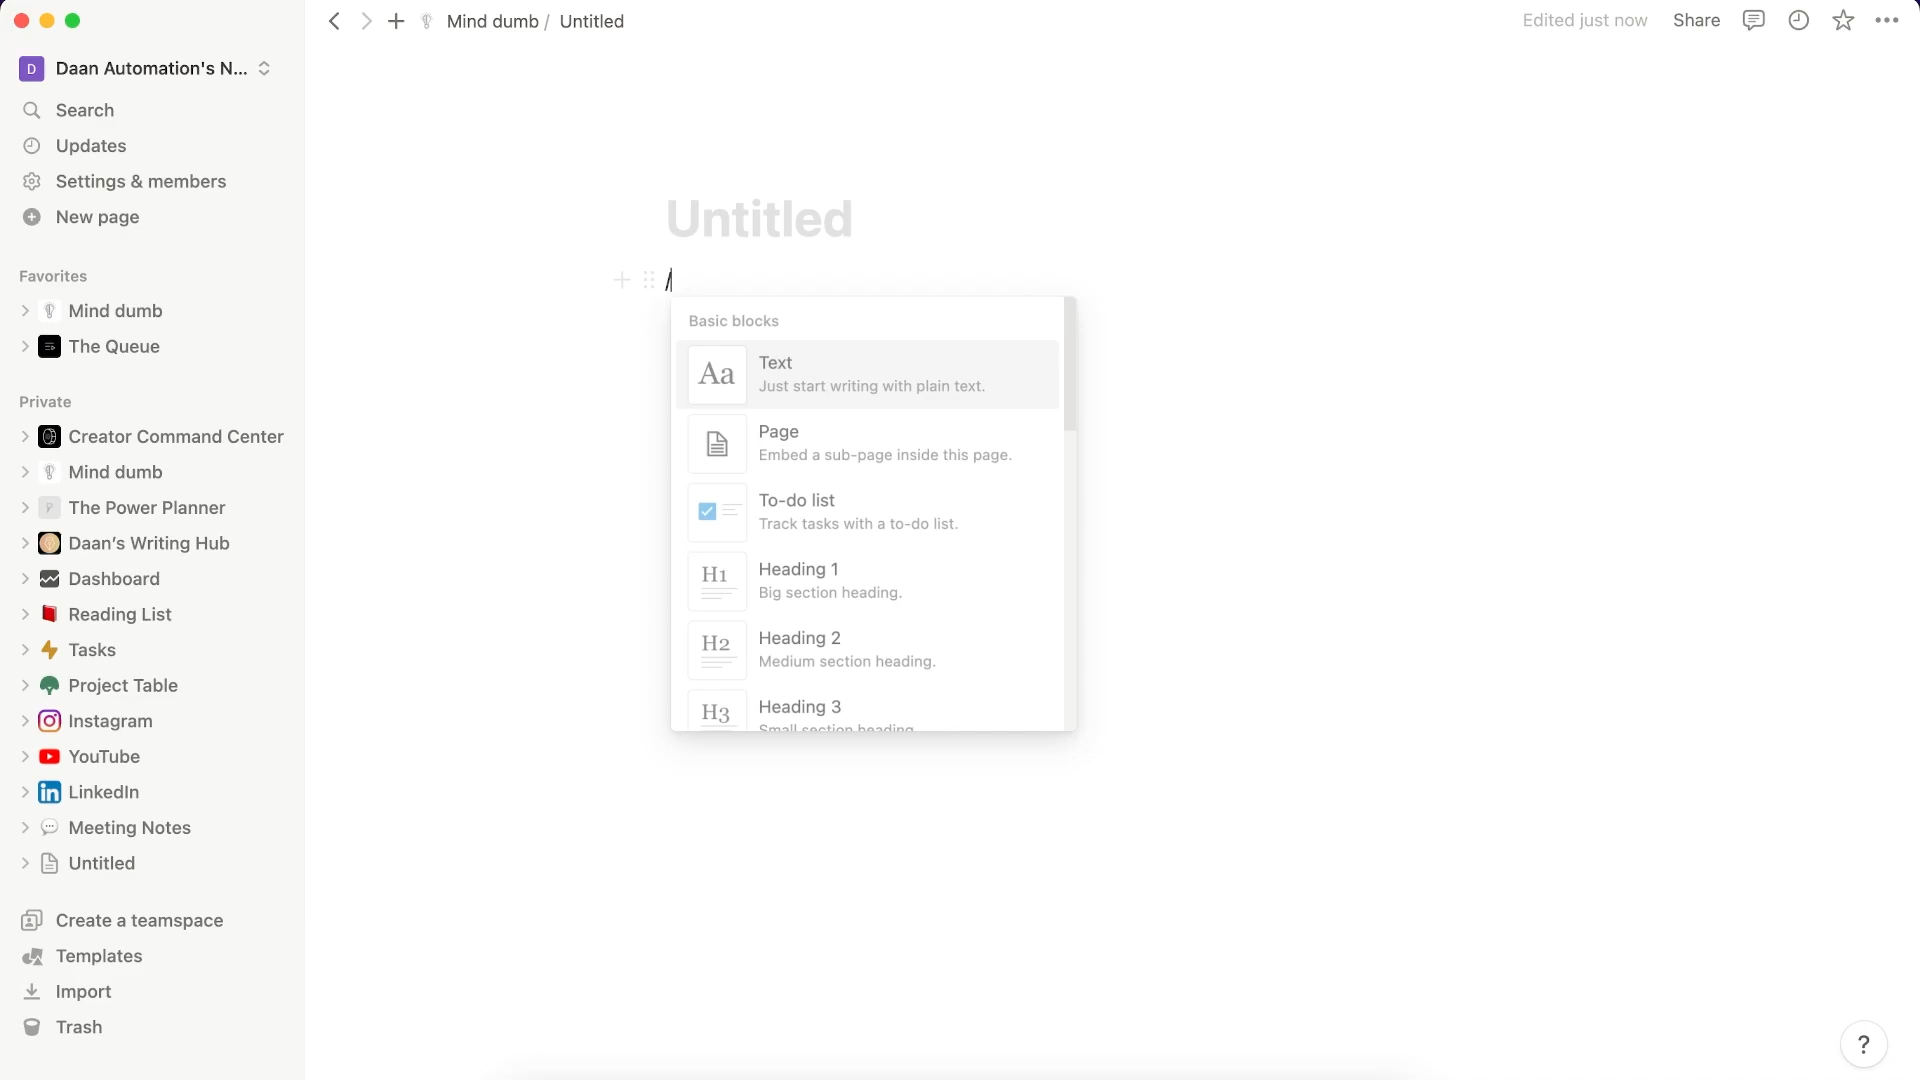 Mind dumb / Untitled
Edited just now Share
D Daan Automation's N...
Search
Updates
Settings & members
New page
Favorites
Mind dumb
The Queue
Private
Creator Command Center
Mind dumb
The Power Planner
Daan’s Writing Hub
Dashboard
Reading List
Tasks
Project Table
Instagram
YouTube
in LinkedIn
Meeting Notes
Untitled
Create a teamspace
Templates
Import
Trash
Untitled
/
Basic blocks
Aa Text
Just start writing with plain text.
Page
Embed a sub-page inside this page.
To-do list
Track tasks with a to-do list.
H1 Heading 1
Big section heading.
H2 Heading 2
Medium section heading.
H3 Heading 3
Small section heading.
?